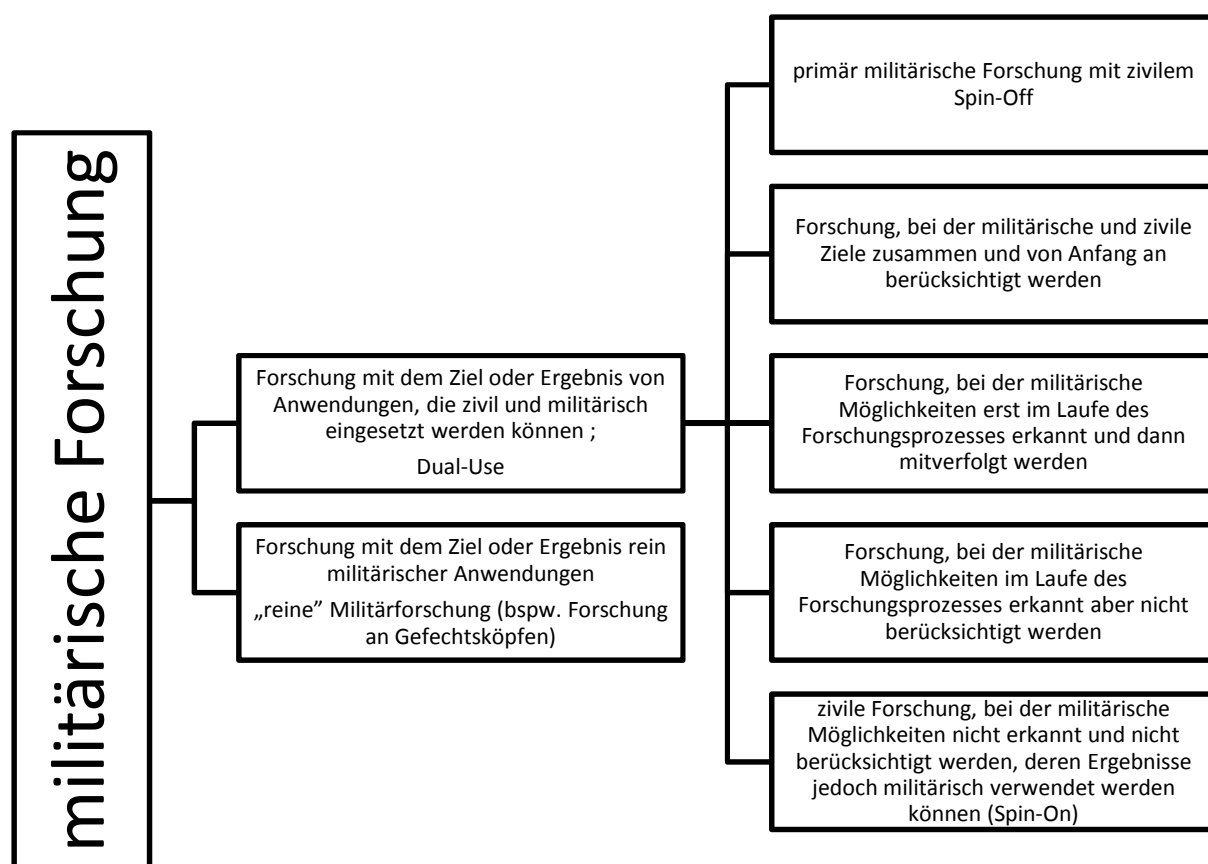 militärische Forschung
Forschung mit dem Ziel oder Ergebnis von
Anwendungen, die zivil und militärisch
eingesetzt werden können ;
Dual-Use
Forschung mit dem Ziel oder Ergebnis rein
militärischer Anwendungen
„reine” Militärforschung (bspw. Forschung
an Gefechtsköpfen)
primär militärische Forschung mit zivilem
Spin-Off
Forschung, bei der militärische und zivile
Ziele zusammen und von Anfang an
berücksichtigt werden
Forschung, bei der militärische
Möglichkeiten erst im Laufe des
Forschungsprozesses erkannt und dann
mitverfolgt werden
Forschung, bei der militärische
Möglichkeiten im Laufe des
Forschungsprozesses erkannt aber nicht
berücksichtigt werden
zivile Forschung, bei der militärische
Möglichkeiten nicht erkannt und nicht
berücksichtigt werden, deren Ergebnisse
jedoch militärisch verwendet werden
können (Spin-On)